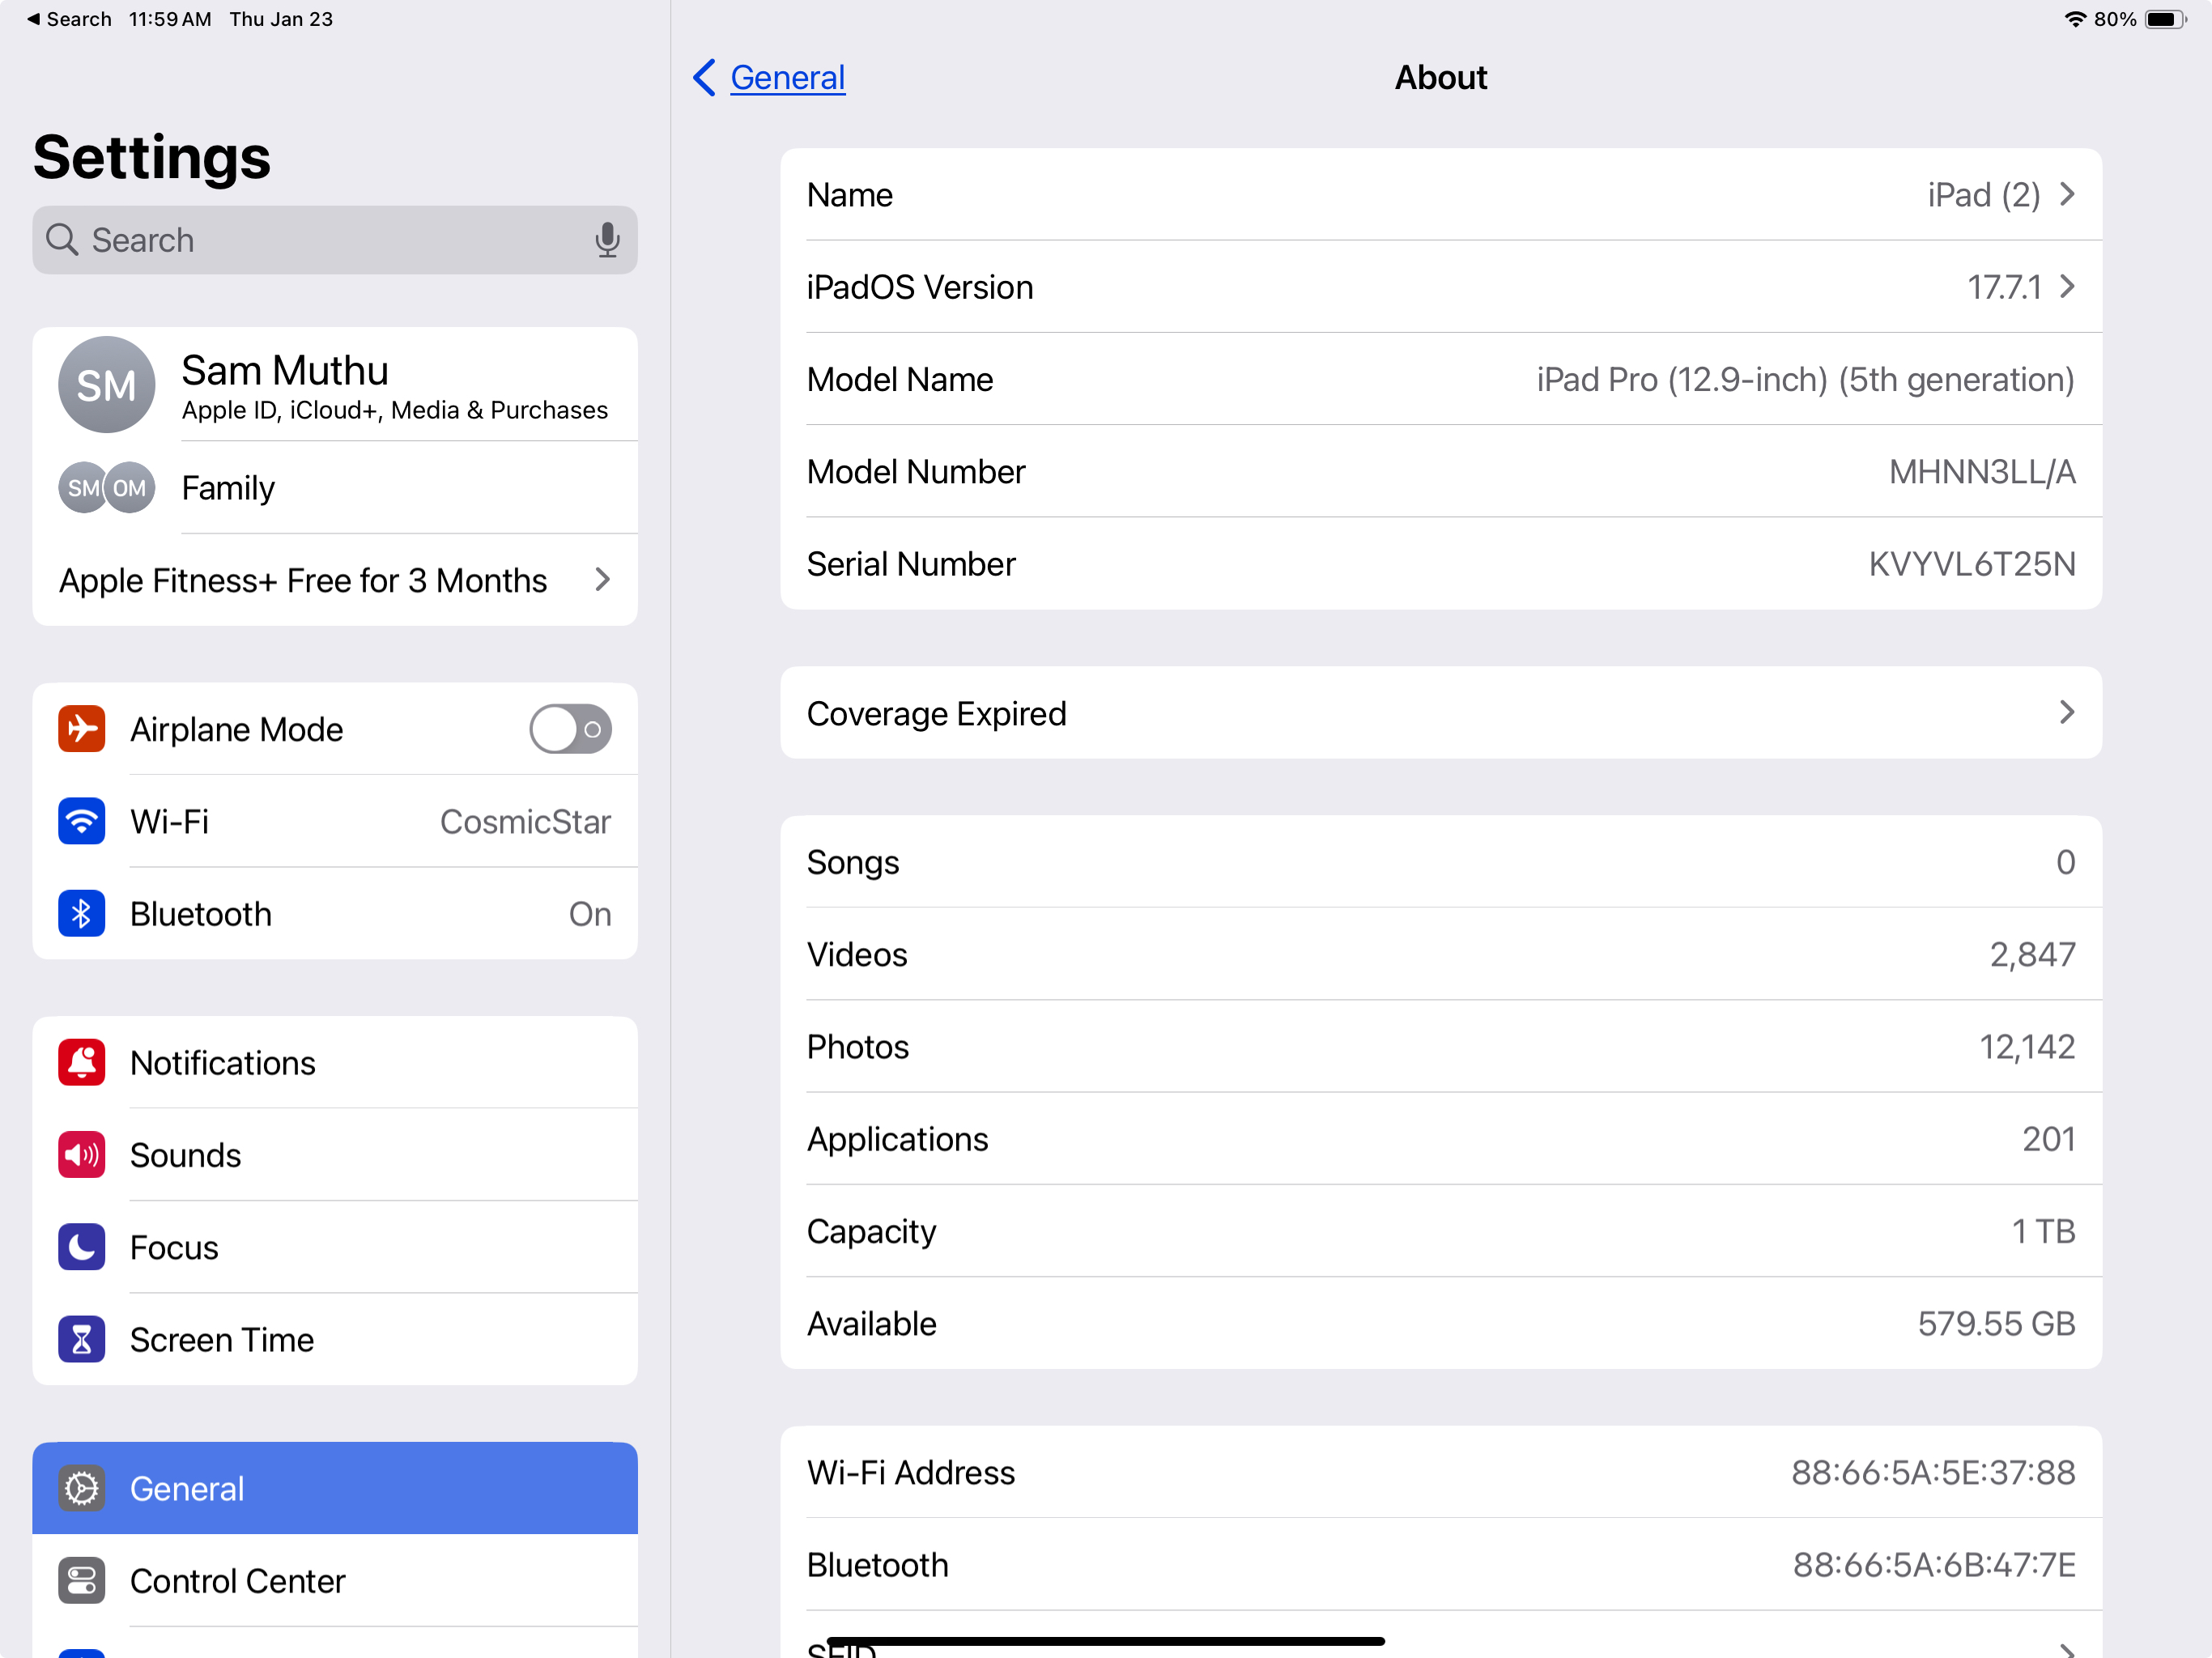 Search 11:59 AM Thu Jan 23
80%
Settings
Search
SM
Sam Muthu
Apple ID, iCloud+, Media & Purchases
SM OM
Family
Apple Fitness+ Free for 3 Months
Airplane Mode
Wi-Fi CosmicStar
Bluetooth On
Notifications
Sounds
Focus
Screen Time
General
Control Center
General
About
Name iPad (2)
iPadOS Version 17.7.1
Model Name iPad Pro (12.9-inch) (5th generation)
Model Number MHNN3LL/A
Serial Number KVYVL6T25N
Coverage Expired
Songs 0
Videos 2,847
Photos 12,142
Applications 201
Capacity 1 TB
Available 579.55 GB
Wi-Fi Address 88:66:5A:5E:37:88
Bluetooth 88:66:5A:6B:47:7E
SEID